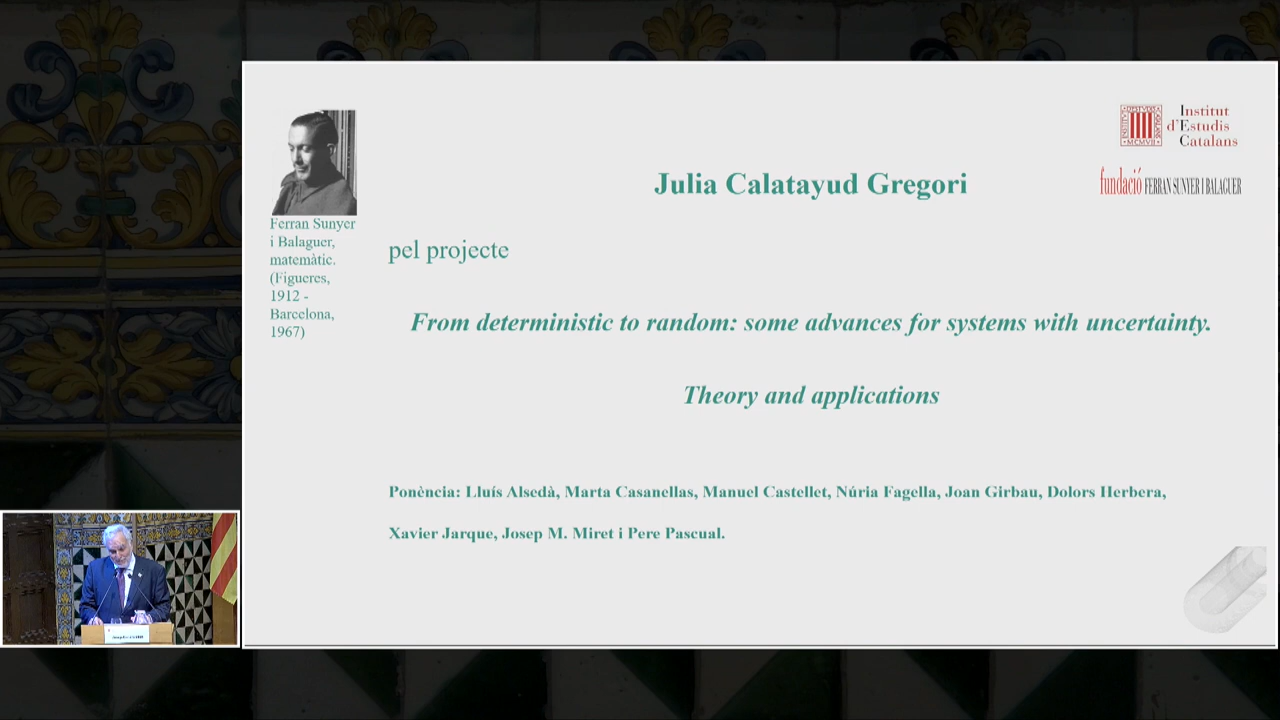 Institut
d'Estudis
Catalans
fundació FERRAN SUNYER I BALAGUER
Julia Calatayud Gregori
Ferran Sunyer
i Balaguer,
matemàtic.
(Figueres,
1912 -
Barcelona,
1967)
pel projecte
From deterministic to random: some advances for systems with uncertainty.
Theory and applications
Ponència: Lluís Alsedà, Marta Casanellas, Manuel Castellet, Núria Fagella, Joan Girbau, Dolors Herbera,
Xavier Jarque, Josep M. Miret i Pere Pascual.